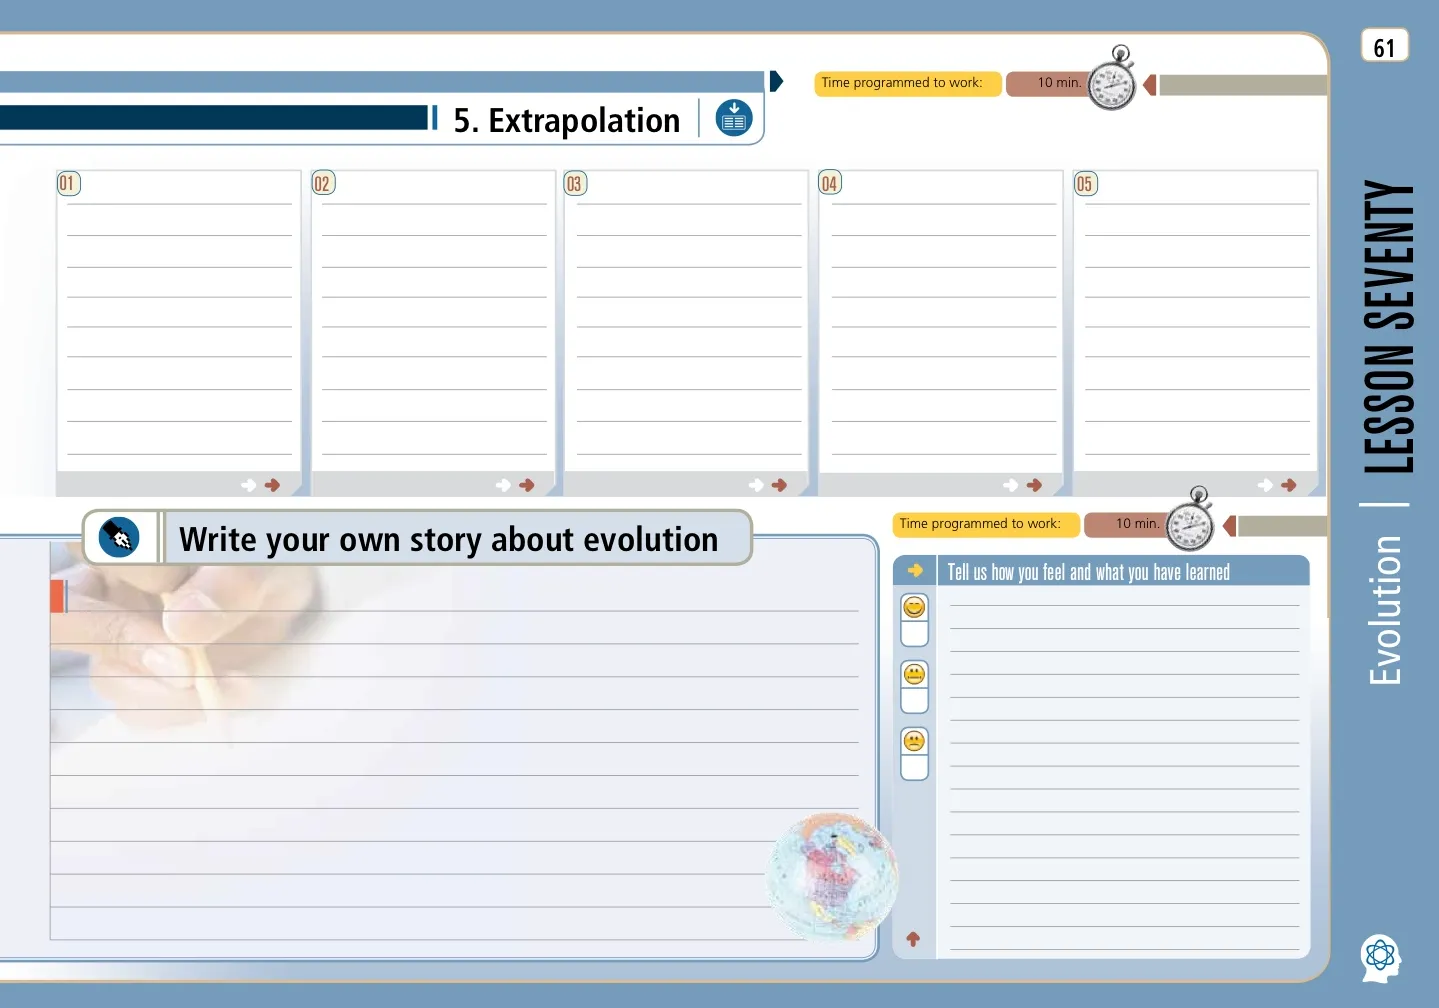 61
Time programmed to work:
10 min.
5. Extrapolation
01
02
03
04
05
Write your own story about evolution
Time programmed to work:
10 min.
Tell us how you feel and what you have learned
LESSON SEVENTY
Evolution